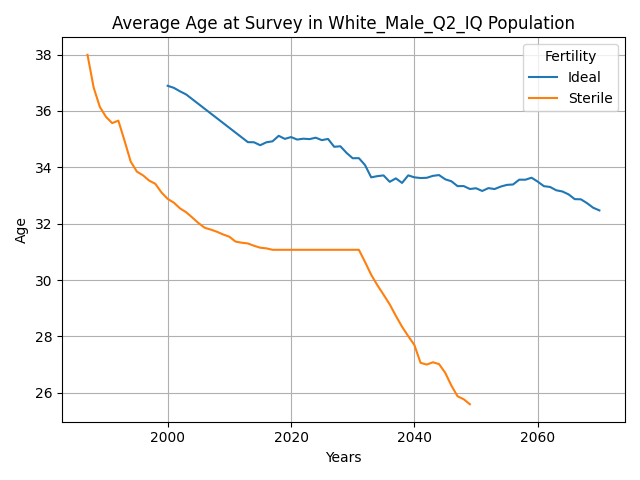 Average Age at Survey in White_Male_Q2_IQ Population
Fertility
Ideal
Sterile
Age
38
36
34
32
30
28
26
2000
2020
2040
2060
Years